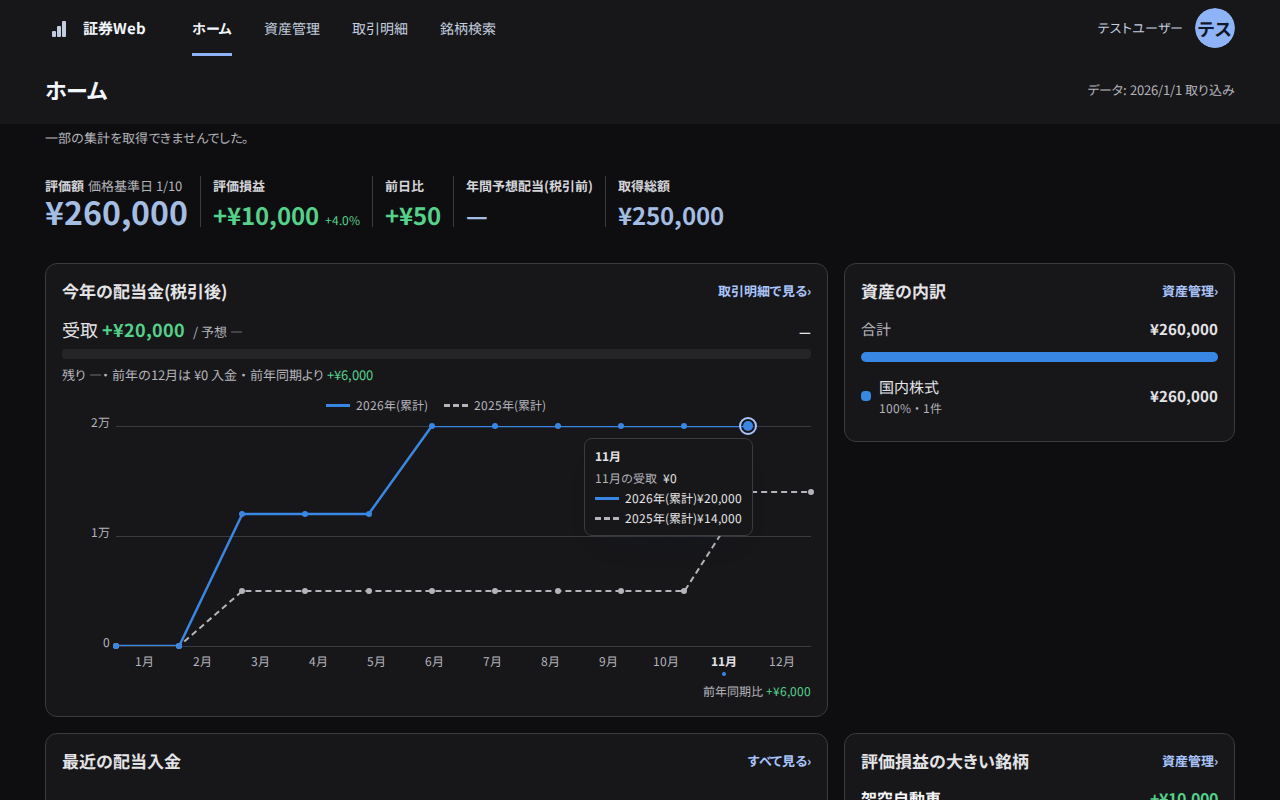 証券Web ホーム 資産管理 取引明細 銘柄検索 テストユーザー テス
ホーム データ: 2026/1/1 取り込み
一部の集計を取得できませんでした。
評価額 価格基準日 1/10 評価損益 前日比 年間予想配当(税引前) 取得総額
¥260,000 +¥10,000 +4.0% +¥50 — ¥250,000
今年の配当金(税引後) 取引明細で見る›
受取 +¥20,000 / 予想 — —
残り —・前年の12月は ¥0 入金・前年同期より +¥6,000
2026年(累計) 2025年(累計)
2万
11月
11月の受取 ¥0
2026年(累計)¥20,000
2025年(累計)¥14,000
1万
0
1月 2月 3月 4月 5月 6月 7月 8月 9月 10月 11月 12月
前年同期比 +¥6,000
資産の内訳 資産管理›
合計 ¥260,000
国内株式 ¥260,000
100%・1件
最近の配当入金 すべて見る›
評価損益の大きい銘柄 資産管理›
架空自動車 +¥10,000